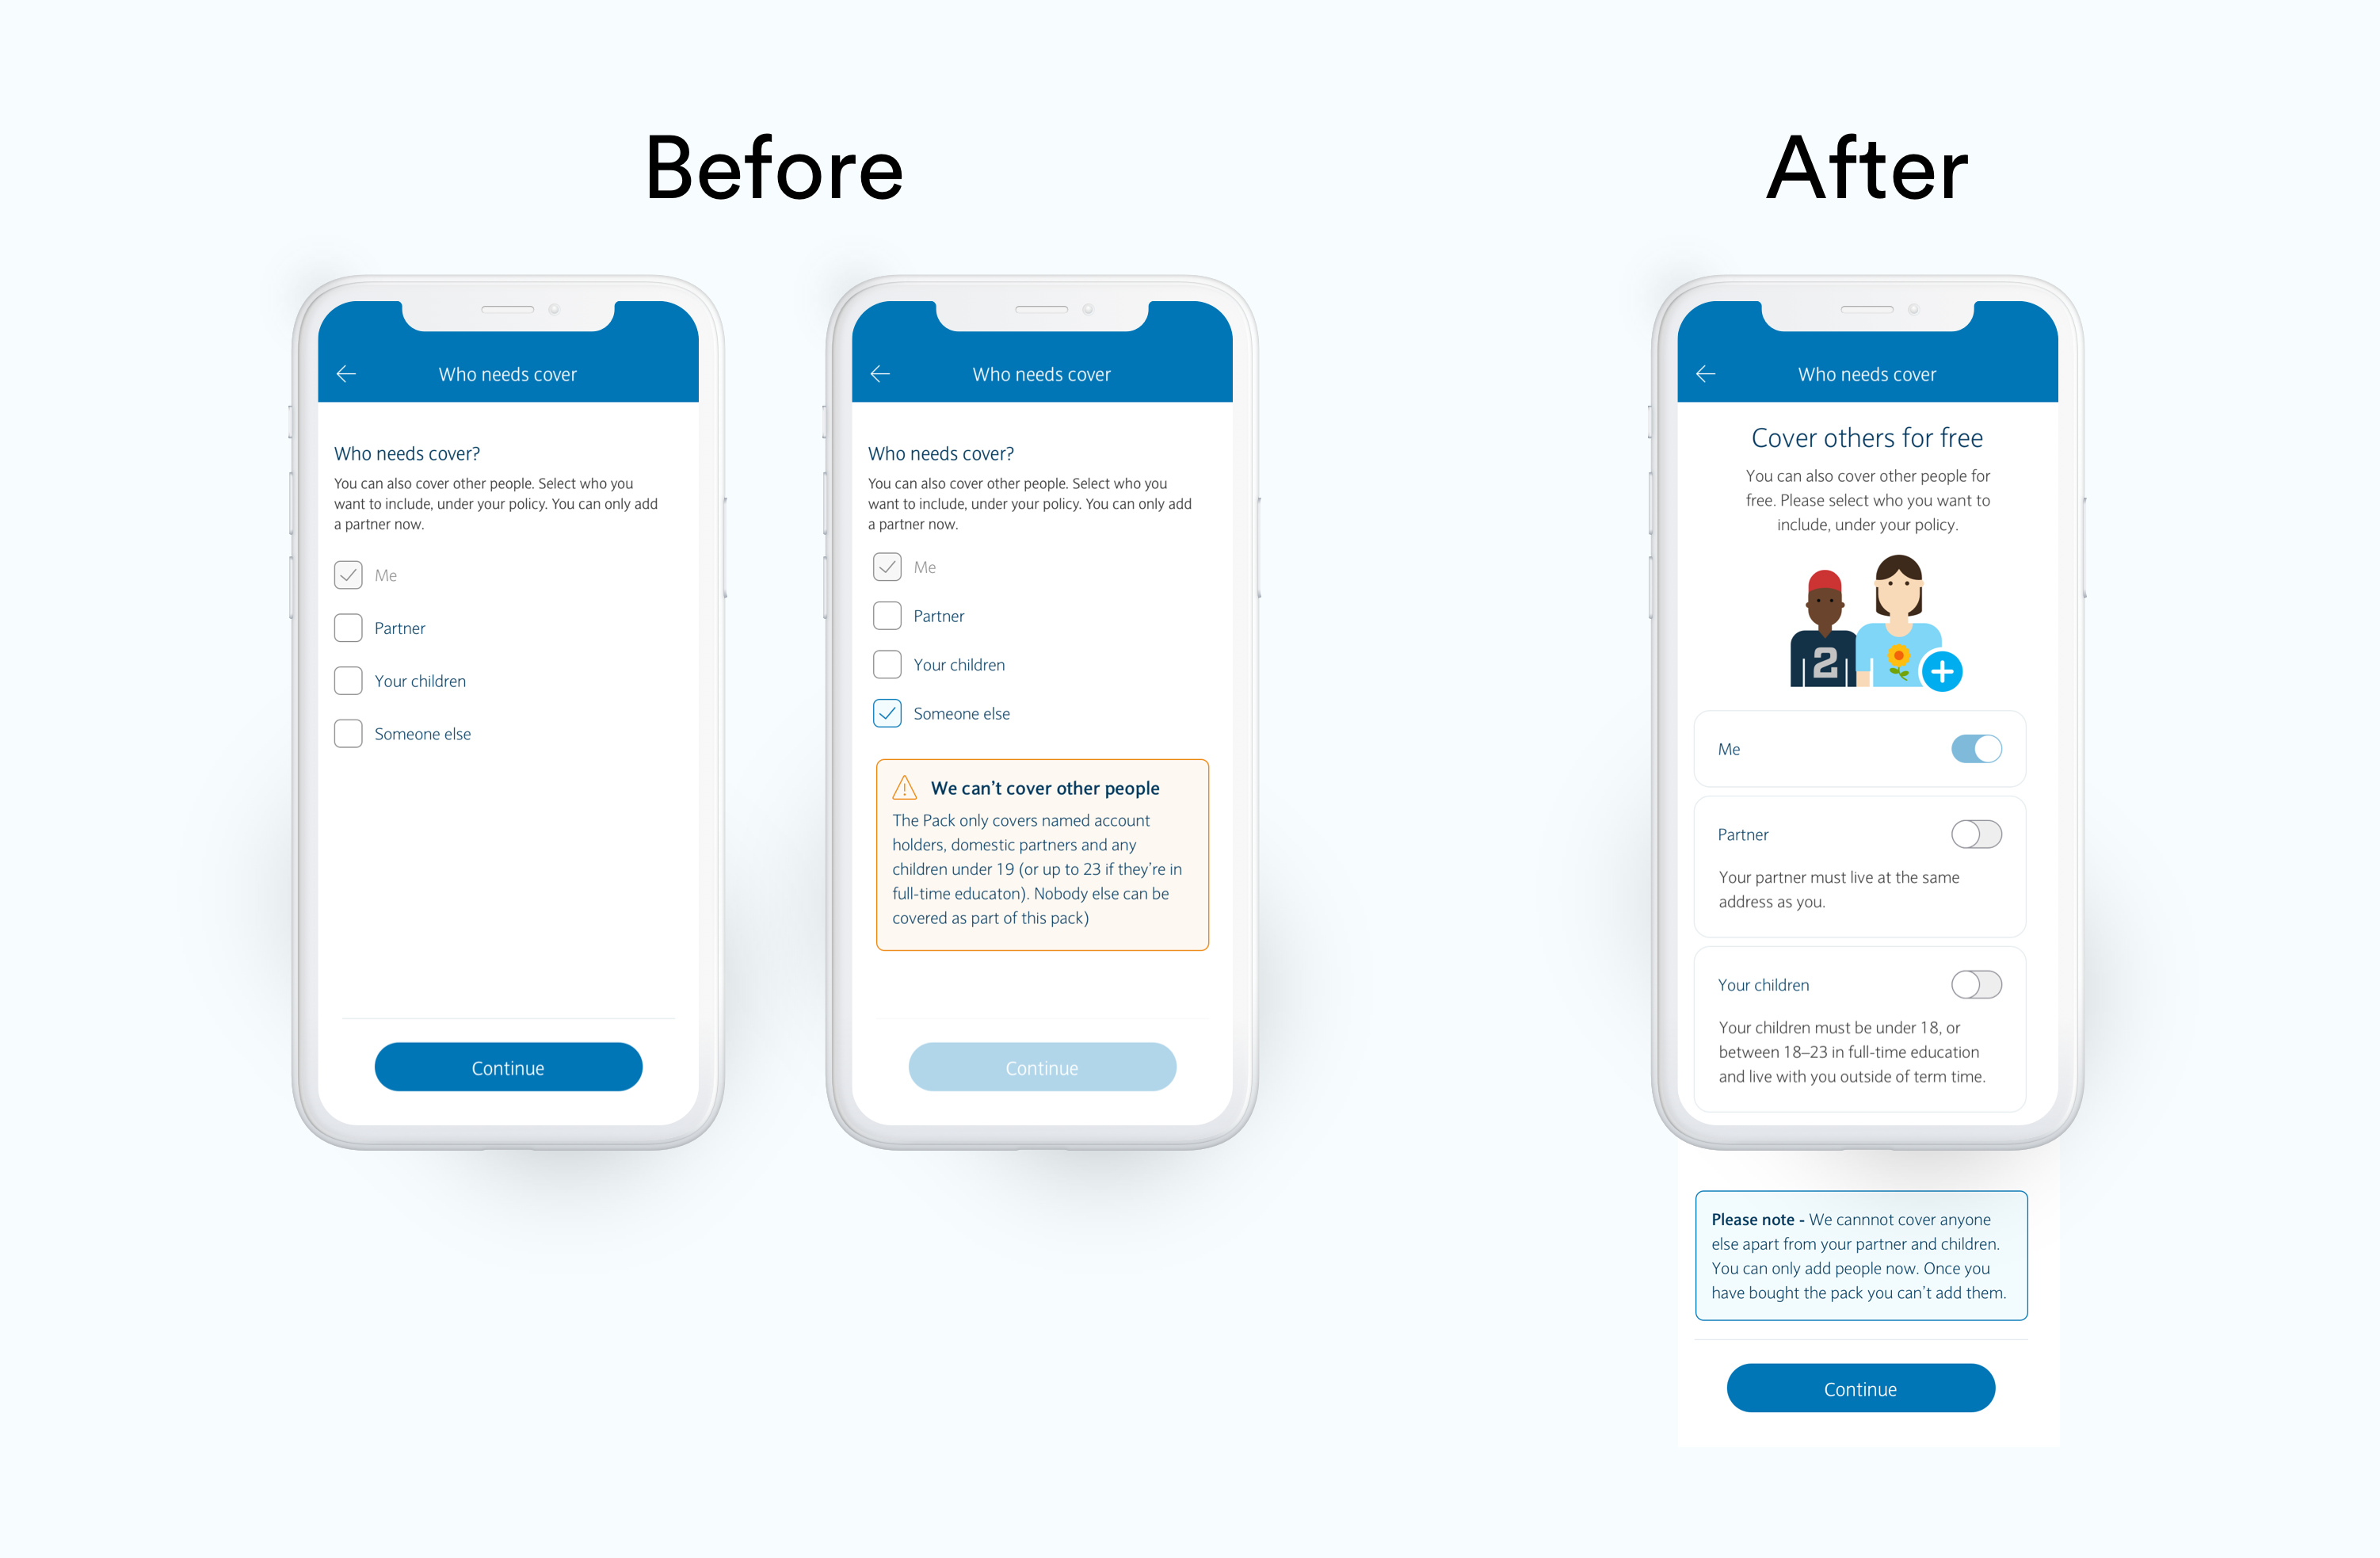 Before
After
Who needs cover
Who needs cover?
You can also cover other people. Select who you
want to include, under your policy. You can only add
a partner now.
Me
Partner
Your children
Someone else
Continue
Who needs cover
Who needs cover?
You can also cover other people. Select who you
want to include, under your policy. You can only add
a partner now.
Me
Partner
Your children
Someone else
We can't cover other people
The Pack only covers named account
holders, domestic partners and any
children under 19 (or up to 23 if they're in
full-time educaton). Nobody else can be
covered as part of this pack)
Continue
Who needs cover
Cover others for free
You can also cover other people for
free. Please select who you want to
include, under your policy.
2
Me
Partner
Your partner must live at the same
address as you.
Your children
Your children must be under 18, or
between 18–23 in full-time education
and live with you outside of term time.
Please note - We cannnot cover anyone
else apart from your partner and children.
You can only add people now. Once you
have bought the pack you can't add them.
Continue